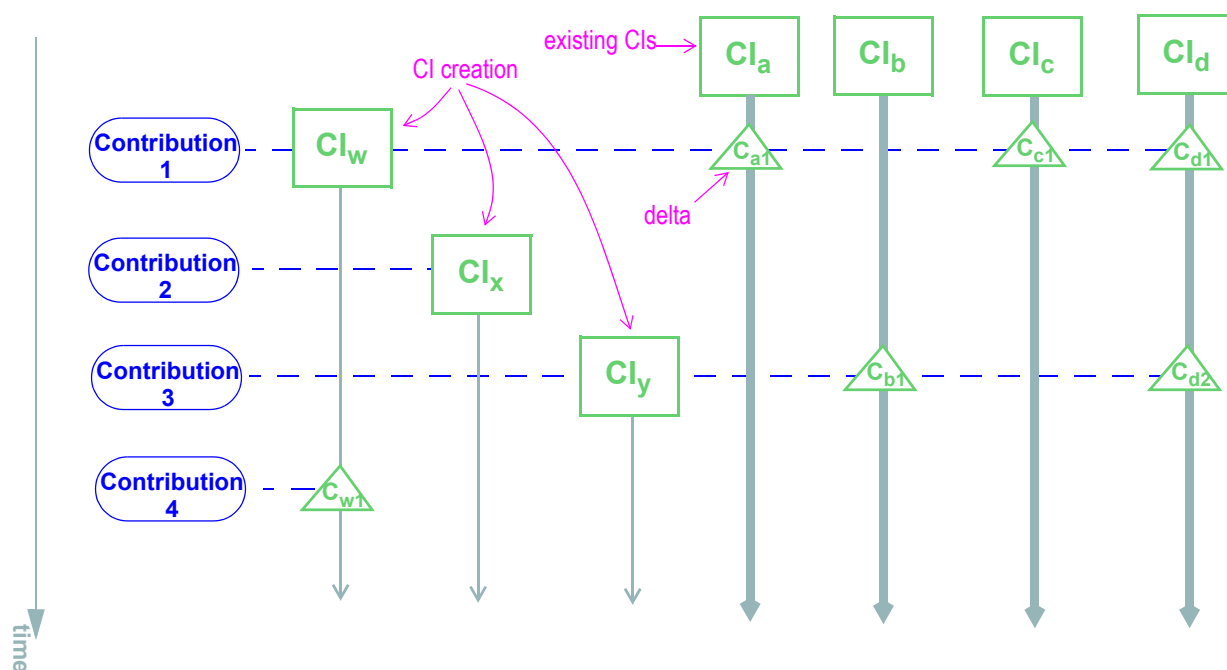 existing CIs
CIa
CIb
CIc
CId
CI creation
Contribution
1
CIw
Ca1
Cc1
Cd1
delta
Contribution
2
CIx
Contribution
3
CIy
Cb1
Cd2
Contribution
4
Cw1
time